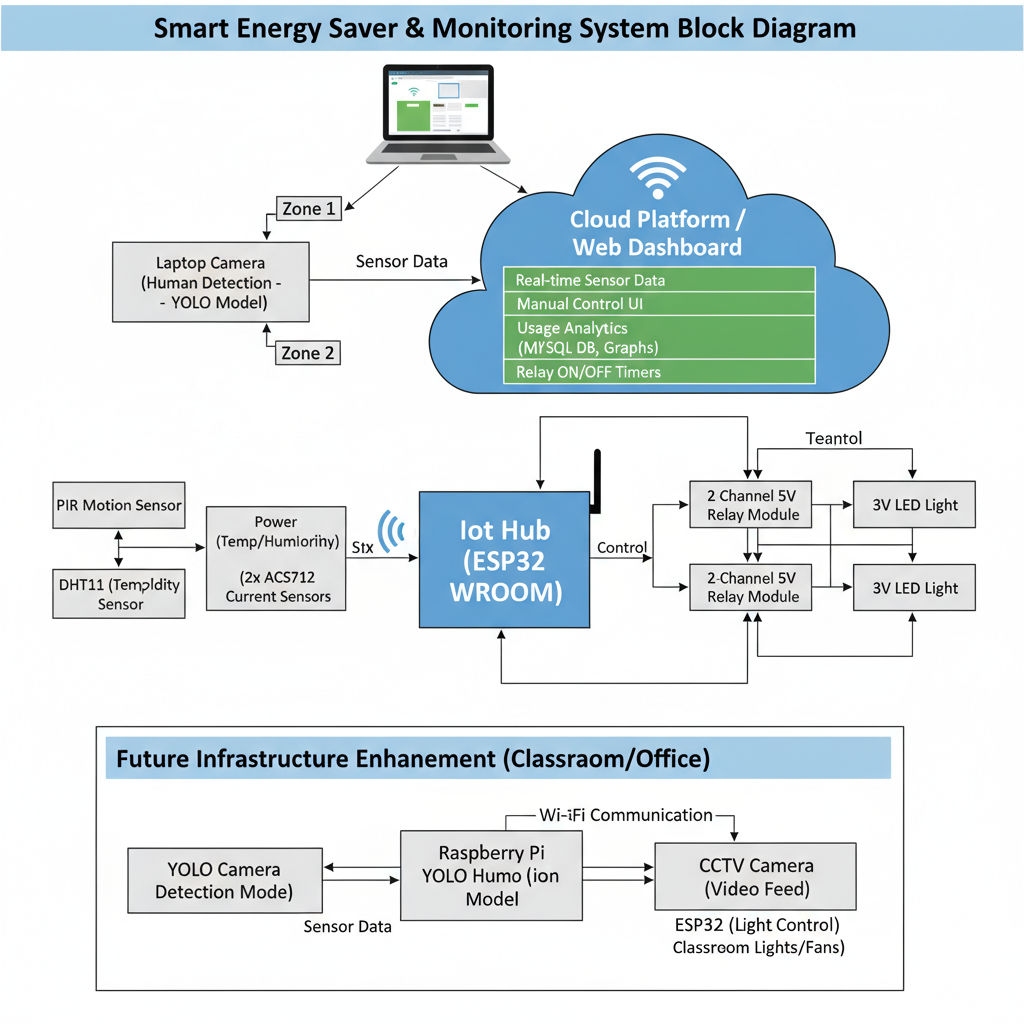 Smart Energy Saver & Monitoring System Block Diagram
Cloud Platform /
Web Dashboard
Real-time Sensor Data
Manual Control UI
Usage Analytics
(MYSQL DB, Graphs)
Relay ON/OFF Timers
Zone 1
Laptop Camera
(Human Detection -
- YOLO Model)
Sensor Data
Zone 2
PIR Motion Sensor
DHT11 (Templdity
Sensor
Power
(Temp/Humlority)
(2x ACS712
Current Sensors
Stx
Iot Hub
(ESP32
WROOM)
Control
Teantol
2 Channel 5V
Relay Module
3V LED Light
2-Channel 5V
Relay Module
3V LED Light
Future Infrastructure Enhanement (Classraom/Office)
Wi-iFi Communication
YOLO Camera
Detection Mode)
Sensor Data
Raspberry Pi
YOLO Humo (ion
Model
CCTV Camera
(Video Feed)
ESP32 (Light Control)
Classroom Lights/Fans)